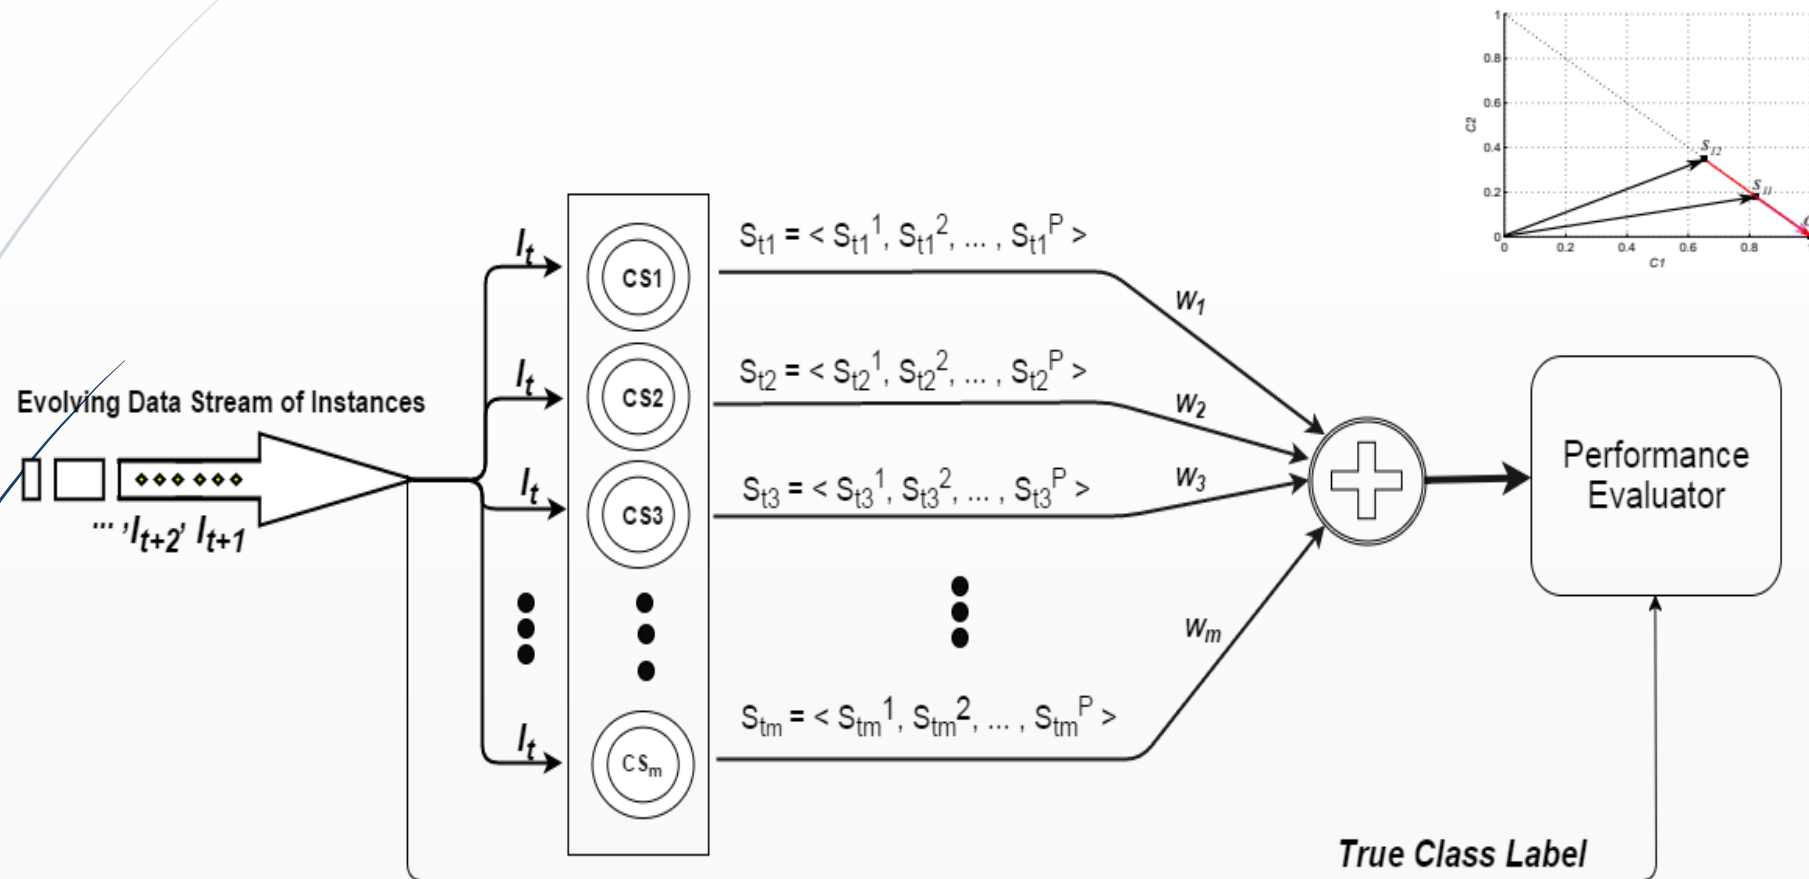 1
0.8
0.6
0.4
0.2
0
C2
S12
S11
0 0.2 0.4 0.6 0.8
C1
Evolving Data Stream of Instances
... , It+2, It+1
It
It
It
It
CS1
CS2
CS3
CSm
St1 = < St1^1, St1^2, ... , St1^P >
St2 = < St2^1, St2^2, ... , St2^P >
St3 = < St3^1, St3^2, ... , St3^P >
Stm = < Stm^1, Stm^2, ... , Stm^P >
w1
w2
w3
wm
Performance
Evaluator
True Class Label